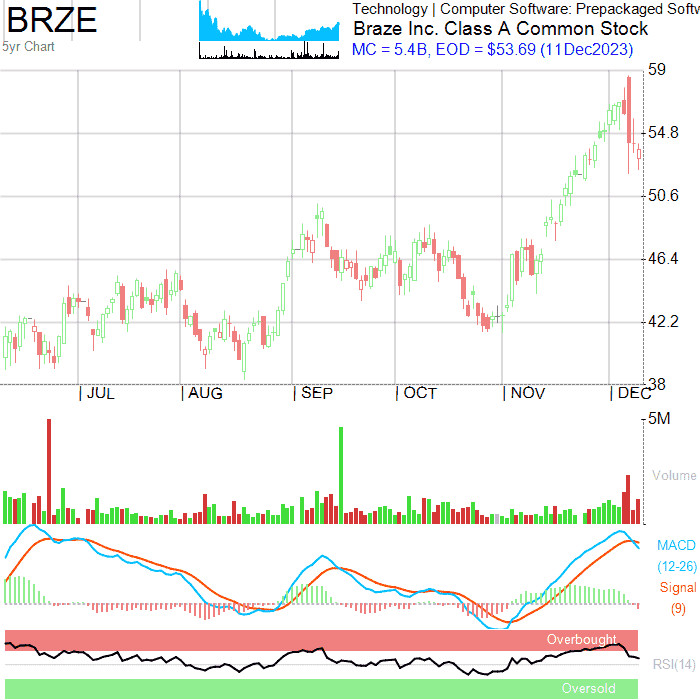 BRZE
5yr Chart
Technology | Computer Software: Prepackaged Softw
Braze Inc. Class A Common Stock
MC = 5.4B, EOD = $53.69 (11Dec2023)
59
54.8
50.6
46.4
42.2
38
JUL
AUG
SEP
OCT
NOV
DEC
5M
Volume
MACD
(12-26)
Signal
(9)
Overbought
RSI(14)
Oversold